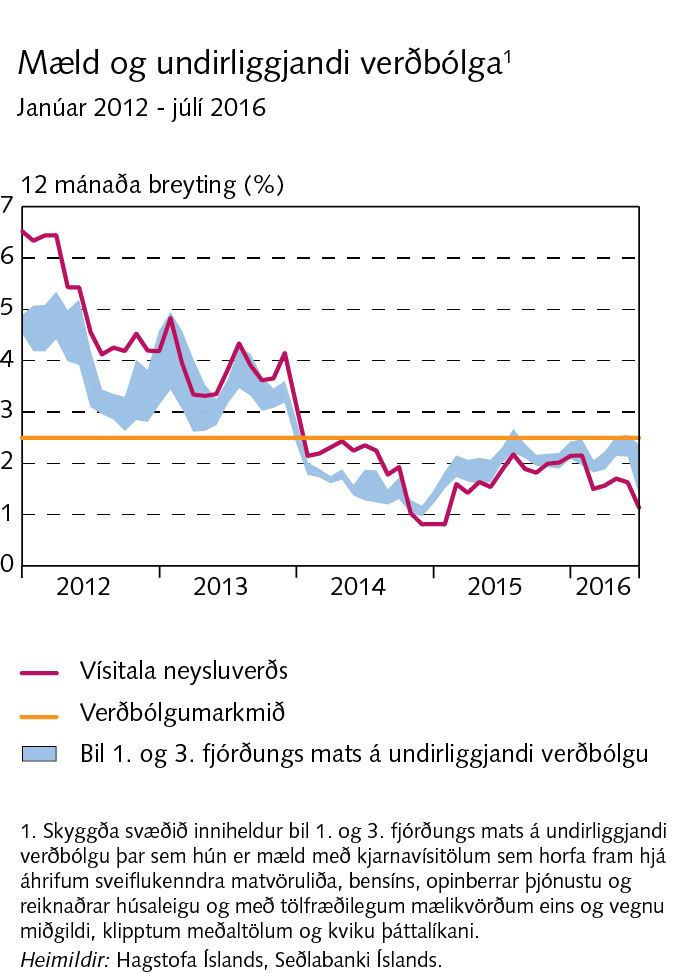 Mæld og undirliggjandi verðbólga¹
Janúar 2012 - júlí 2016
12 mánaða breyting (%)
7
6
5
4
3
2
1
0
2012 2013 2014 2015 2016
Vísitala neysluverðs
Verðbólgumarkmið
Bil 1. og 3. fjórðungs mats á undirliggjandi verðbólgu
1. Skyggða svæðið inniheldur bil 1. og 3. fjórðungs mats á undirliggjandi
verðbólgu þar sem hún er mæld með kjarnavísitölum sem horfa fram hjá
áhrifum sveiflukenndra matvöruliða, bensíns, opinberrar þjónustu og
reiknaðrar húsaleigu og með tölfræðilegum mælikvörðum eins og vegnu
miðgildi, klipptum meðaltölum og kviku þáttalíkani.
Heimildir: Hagstofa Íslands, Seðlabanki Íslands.